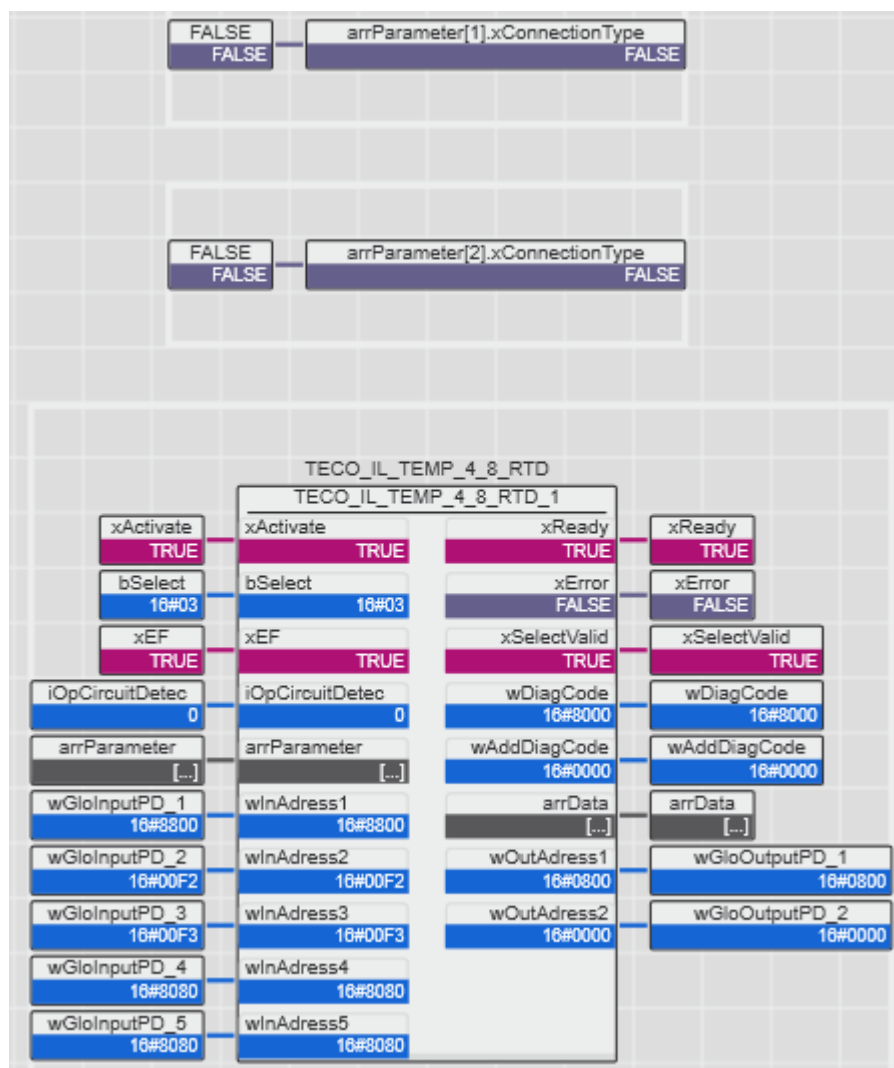 FALSE arrParameter[1].xConnectionType
FALSE FALSE
FALSE arrParameter[2].xConnectionType
FALSE FALSE
TECO_IL_TEMP_4_8_RTD
TECO_IL_TEMP_4_8_RTD_1
xActivate xActivate xReady xReady
TRUE TRUE TRUE TRUE
bSelect bSelect xError xError
16#03 16#03 FALSE FALSE
xEF xEF xSelectValid xSelectValid
TRUE TRUE TRUE TRUE
iOpCircuitDetec iOpCircuitDetec wDiagCode wDiagCode
0 0 16#8000 16#8000
arrParameter arrParameter wAddDiagCode wAddDiagCode
[...] [...] 16#0000 16#0000
wGloInputPD_1 wInAdress1 arrData arrData
16#8800 16#8800 [...] [...]
wGloInputPD_2 wInAdress2 wOutAdress1 wGloOutputPD_1
16#00F2 16#00F2 16#0800 16#0800
wGloInputPD_3 wInAdress3 wOutAdress2 wGloOutputPD_2
16#00F3 16#00F3 16#0000 16#0000
wGloInputPD_4 wInAdress4
16#8080 16#8080
wGloInputPD_5 wInAdress5
16#8080 16#8080